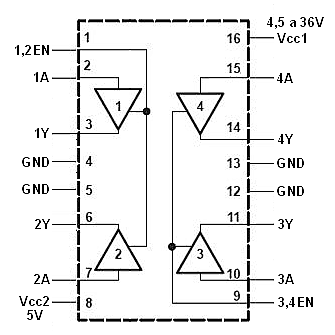 4,5 a 36V
1,2EN 1 16 Vcc1
1A 2 15 4A
1 4
1Y 3 14 4Y
GND 4 13 GND
GND 5 12 GND
2Y 6 11 3Y
2 3
2A 7 10 3A
Vcc2 8 9 3,4EN
5V